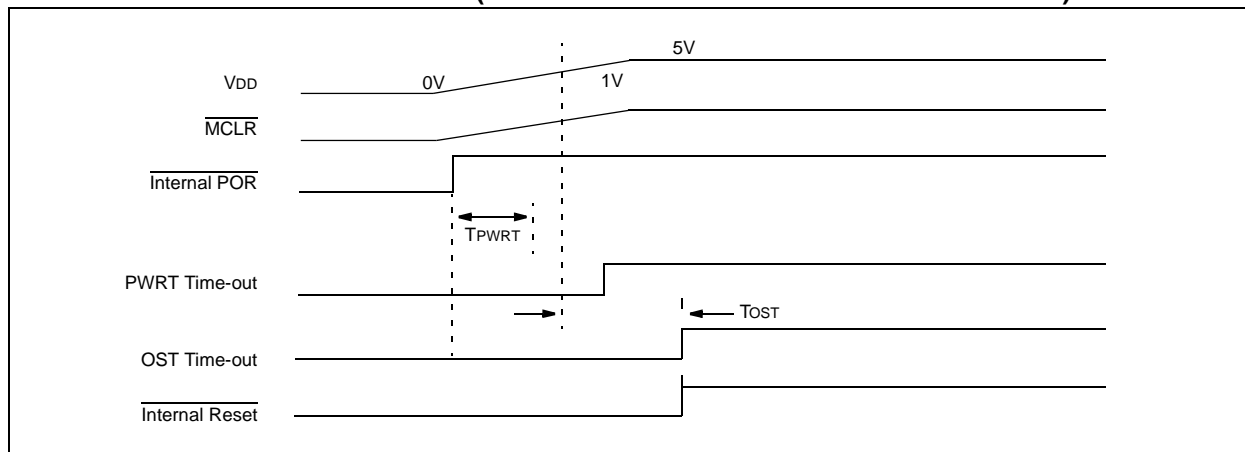 5V
VDD
0V
1V
MCLR
Internal POR
TPWRT
PWRT Time-out
TOST
OST Time-out
Internal Reset